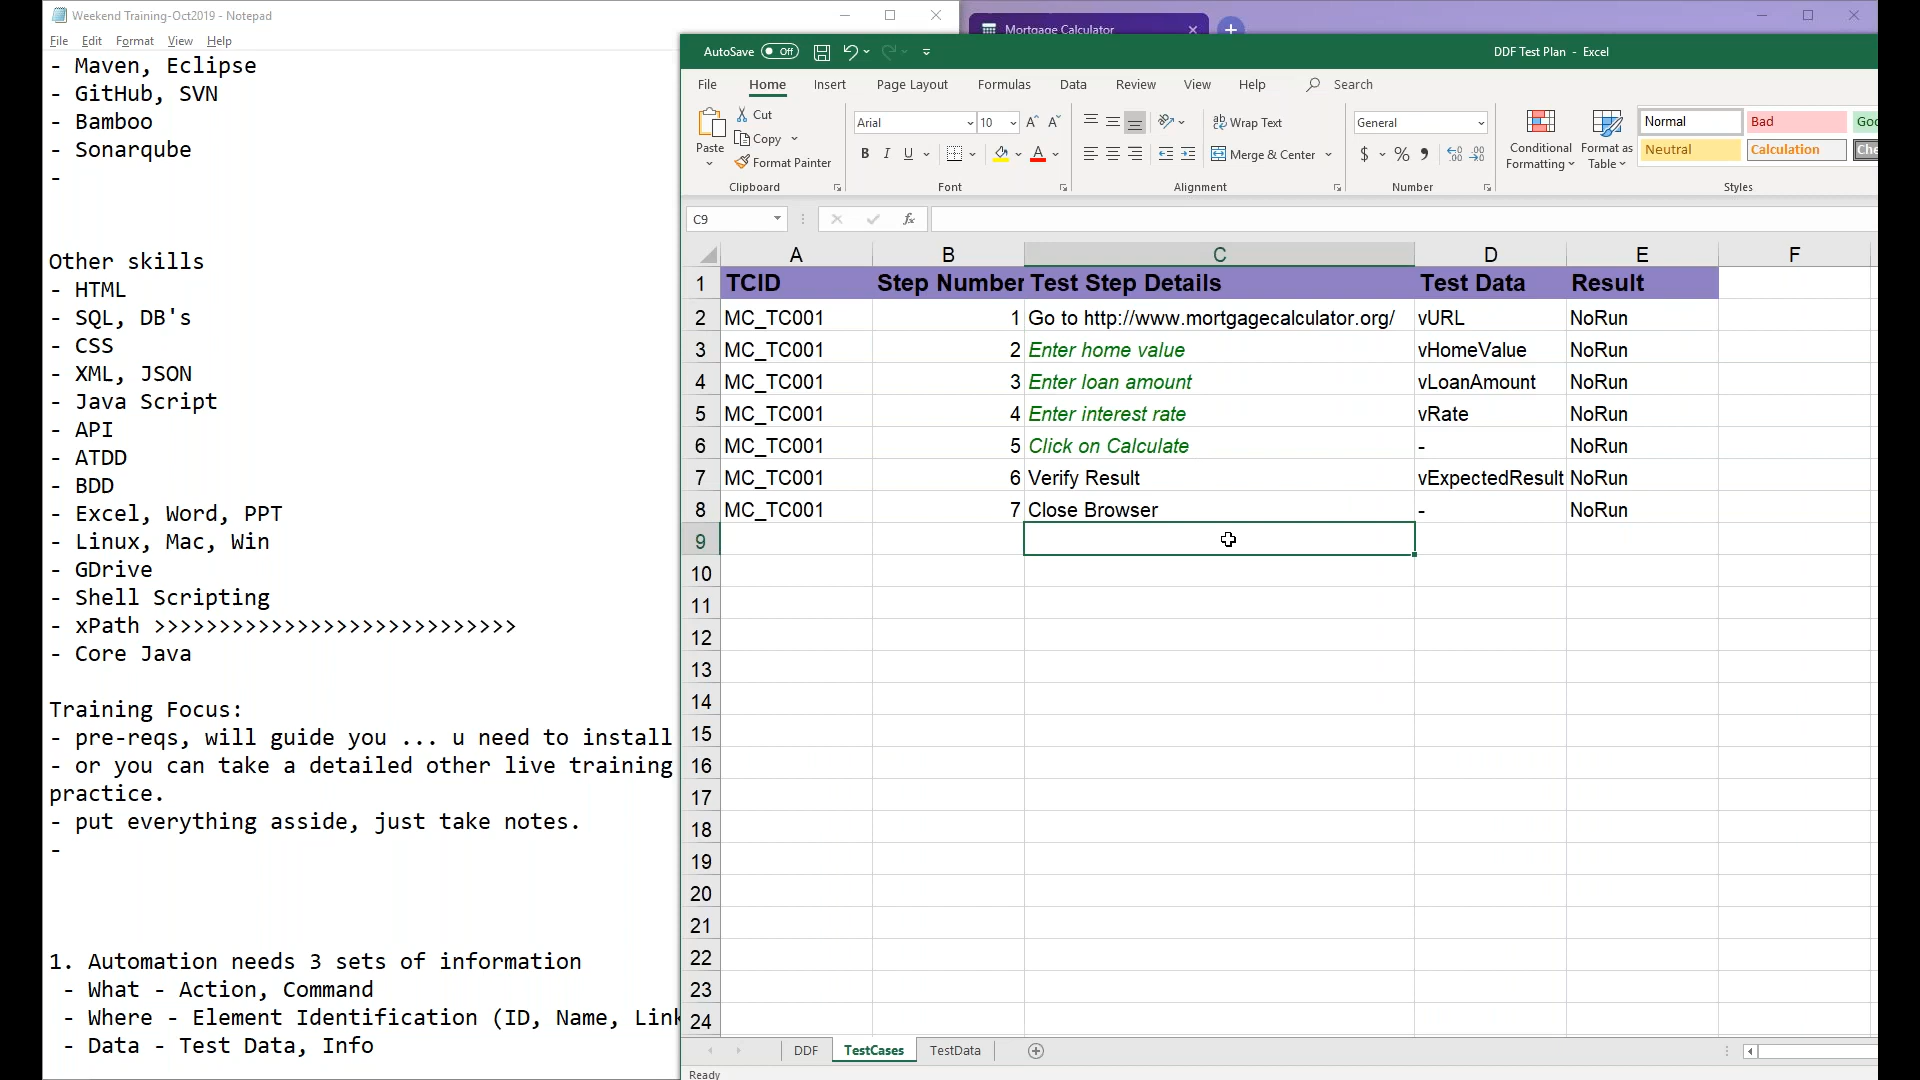 Weekend Training-Oct2019 - Notepad
File Edit Format View Help
- Maven, Eclipse
- GitHub, SVN
- Bamboo
- Sonarqube
-
Other skills
- HTML
- SQL, DB's
- CSS
- XML, JSON
- Java Script
- API
- ATDD
- BDD
- Excel, Word, PPT
- Linux, Mac, Win
- GDrive
- Shell Scripting
- xPath >>>>>>>>>>>>>>>>>>>>>>>>>>>>
- Core Java
Training Focus:
- pre-reqs, will guide you ... u need to install
- or you can take a detailed other live training
practice.
- put everything asside, just take notes.
-
1. Automation needs 3 sets of information
- What - Action, Command
- Where - Element Identification (ID, Name, Link
- Data - Test Data, Info
Mortgage Calculator
AutoSave Off
DDF Test Plan - Excel
File Home Insert Page Layout Formulas Data Review View Help Search
Paste
Cut
Copy
Format Painter
Clipboard
Arial 10
B I U
Font
Wrap Text
Merge & Center
Alignment
General
$ % ,
Number
Conditional Formatting
Format as Table
Normal Bad Goo
Neutral Calculation Che
Styles
C9 fx
A B C D E F
1 TCID Step Number Test Step Details Test Data Result
2 MC_TC001 1 Go to http://www.mortgagecalculator.org/ vURL NoRun
3 MC_TC001 2 Enter home value vHomeValue NoRun
4 MC_TC001 3 Enter loan amount vLoanAmount NoRun
5 MC_TC001 4 Enter interest rate vRate NoRun
6 MC_TC001 5 Click on Calculate - NoRun
7 MC_TC001 6 Verify Result vExpectedResult NoRun
8 MC_TC001 7 Close Browser - NoRun
9
10
11
12
13
14
15
16
17
18
19
20
21
22
23
24
DDF TestCases TestData
Ready